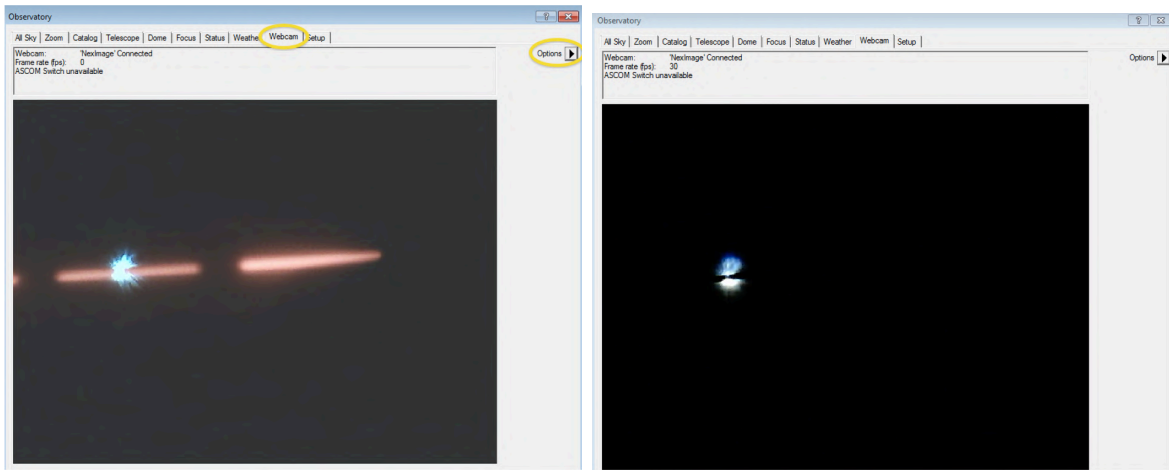 Observatory
All Sky | Zoom | Catalog | Telescope | Dome | Focus | Status | Weather | Webcam | Setup |
Webcam: 'NexImage' Connected
Frame rate (fps): 0
ASCOM Switch unavailable
Options
Observatory
All Sky | Zoom | Catalog | Telescope | Dome | Focus | Status | Weather | Webcam | Setup |
Webcam: 'NexImage' Connected
Frame rate (fps): 30
ASCOM Switch unavailable
Options